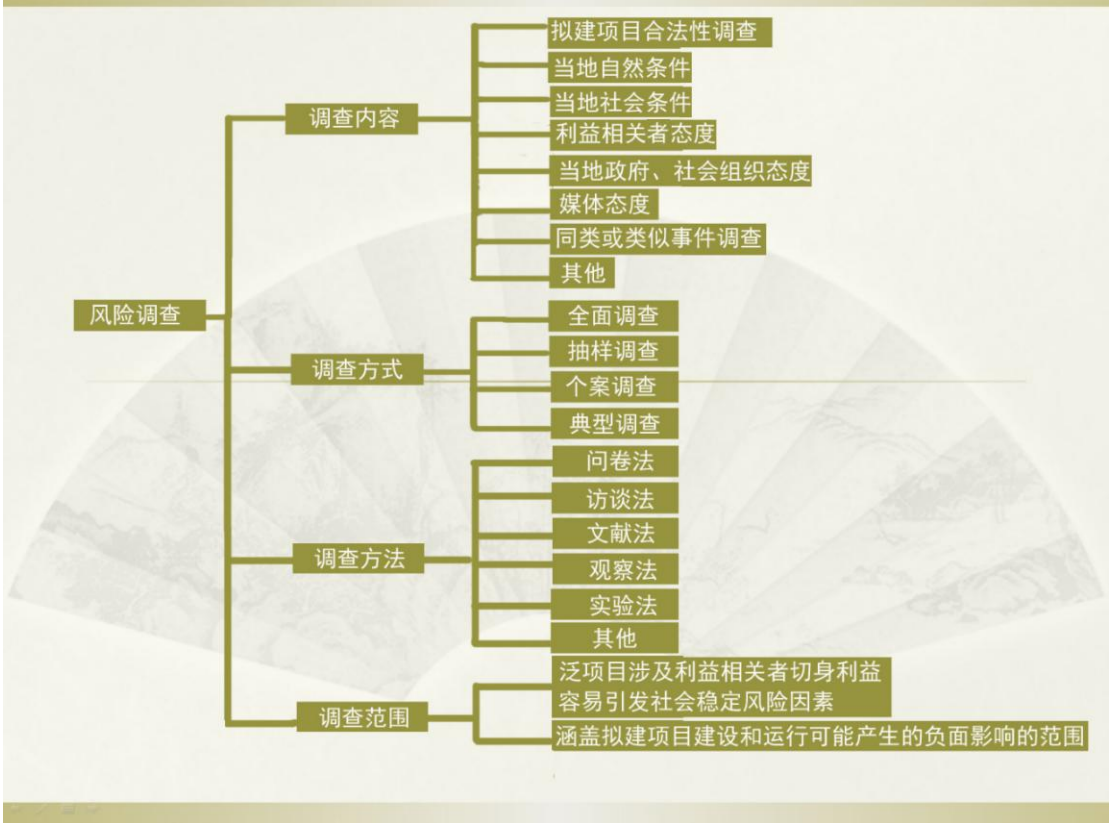 风险调查
调查内容
拟建项目合法性调查
当地自然条件
当地社会条件
利益相关者态度
当地政府、社会组织态度
媒体态度
同类或类似事件调查
其他
调查方式
全面调查
抽样调查
个案调查
典型调查
调查方法
问卷法
访谈法
文献法
观察法
实验法
其他
调查范围
泛项目涉及利益相关者切身利益
容易引发社会稳定风险因素
涵盖拟建项目建设和运行可能产生的负面影响的范围